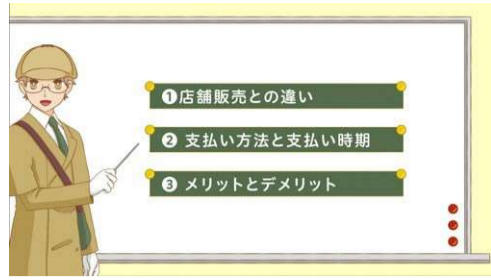 ❶店舗販売との違い
❷ 支払い方法と支払い時期
❸ メリットとデメリット